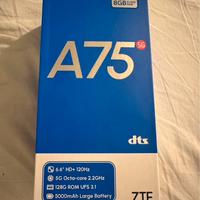 8GB
A75 5G
dts
6.6" HD+ 120Hz
5G Octa-core 2.2GHz
128G ROM UFS 3.1
5000mAh Large Battery
ZTE